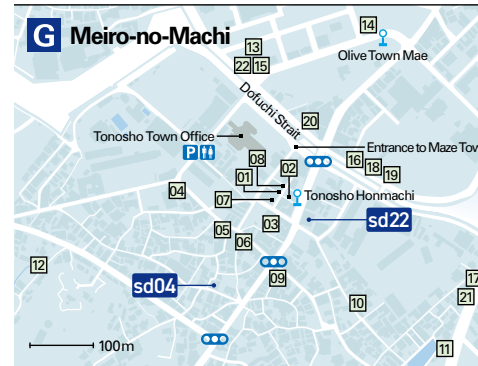 G Meiro-no-Machi
14
Olive Town Mae
13
22 15
Dofuchi Strait
20
Tonosho Town Office
Entrance to Maze Tow
P
08
02
16
18
19
01
04
07
Tonosho Honmachi
03
sd22
05
06
12
09
17
sd04
21
10
11
100m